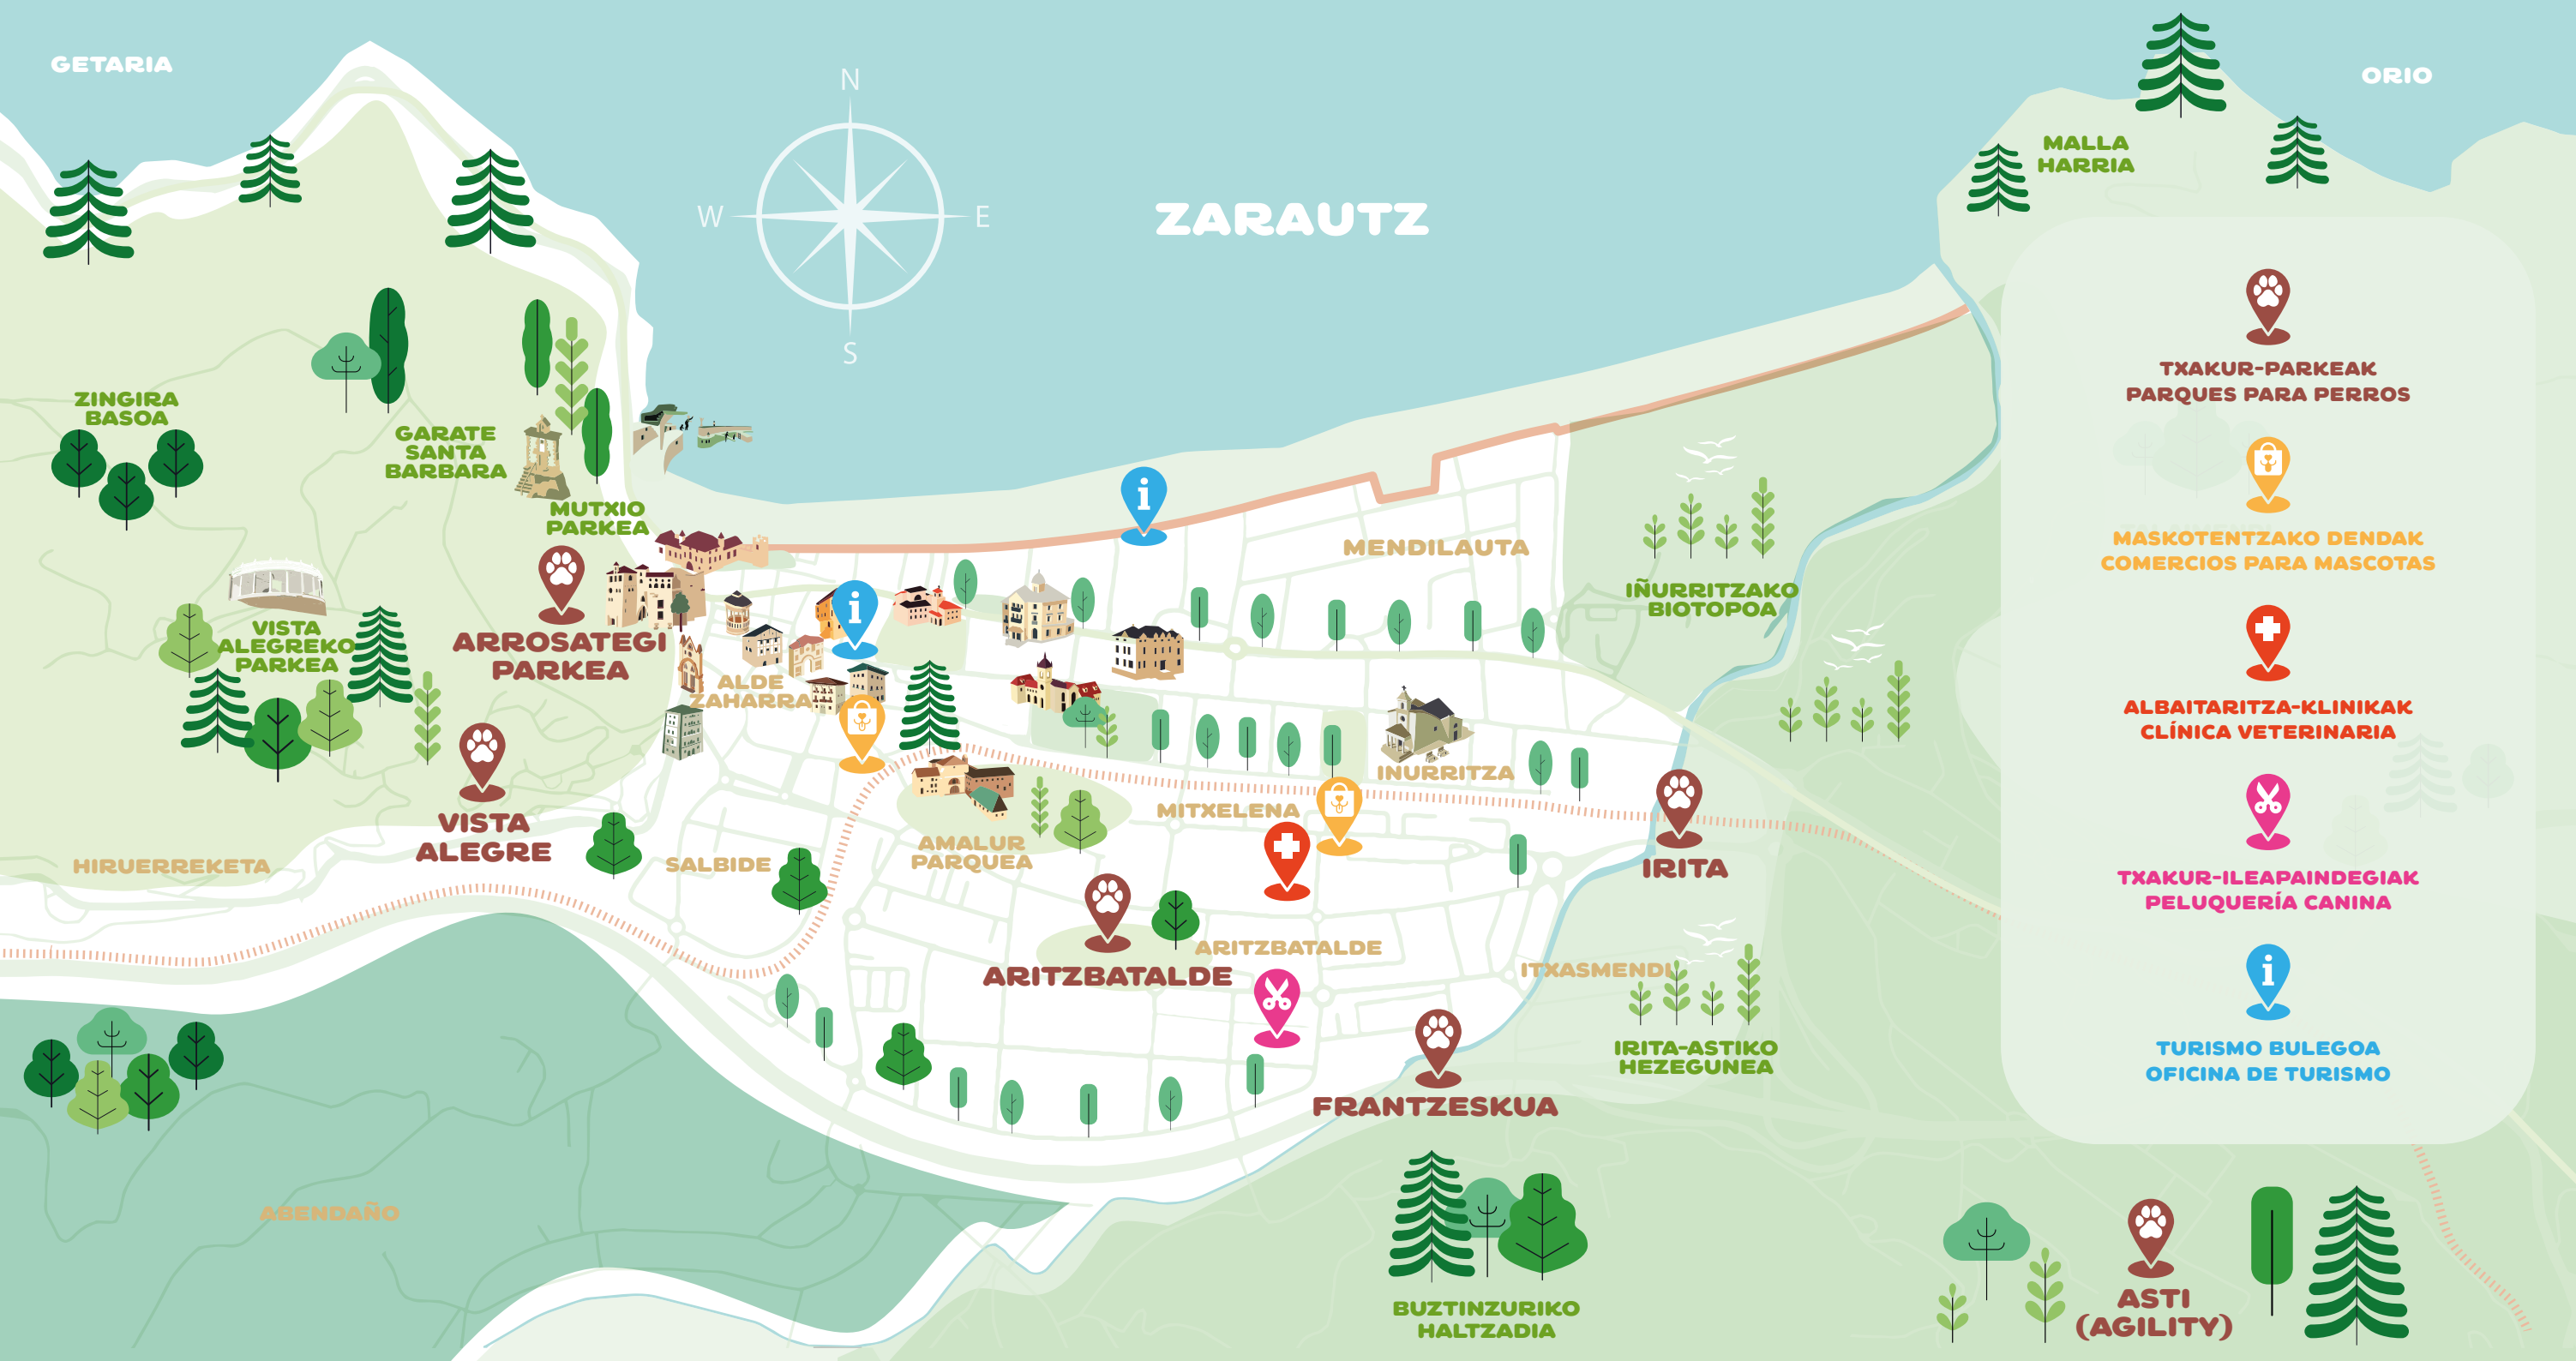 GETARIA
ORIO
N
W
E
S
ZARAUTZ
MALLA
HARRIA
ZINGIRA
BASOA
GARATE
SANTA
BARBARA
MUTXIO
PARKEA
MENDILAUTA
IÑURRITZAKO
BIOTOPOA
VISTA
ALEGREKO
PARKEA
ARROSATEGI
PARKEA
ALDE
ZAHARRA
INURRITZA
MITXELENA
VISTA
ALEGRE
HIRUERREKETA
SALBIDE
AMALUR
PARQUEA
IRITA
ARITZBATALDE
ARITZBATALDE
ITXASMENDI
IRITA-ASTIKO
HEZEGUNEA
FRANTZESKUA
ABENDAÑO
BUZTINZURIKO
HALTZADIA
ASTI
(AGILITY)
TXAKUR-PARKEAK
PARQUES PARA PERROS
MASKOTENTZAKO DENDAK
COMERCIOS PARA MASCOTAS
ALBAITARITZA-KLINIKAK
CLÍNICA VETERINARIA
TXAKUR-ILEAPAINDEGIAK
PELUQUERÍA CANINA
TURISMO BULEGOA
OFICINA DE TURISMO